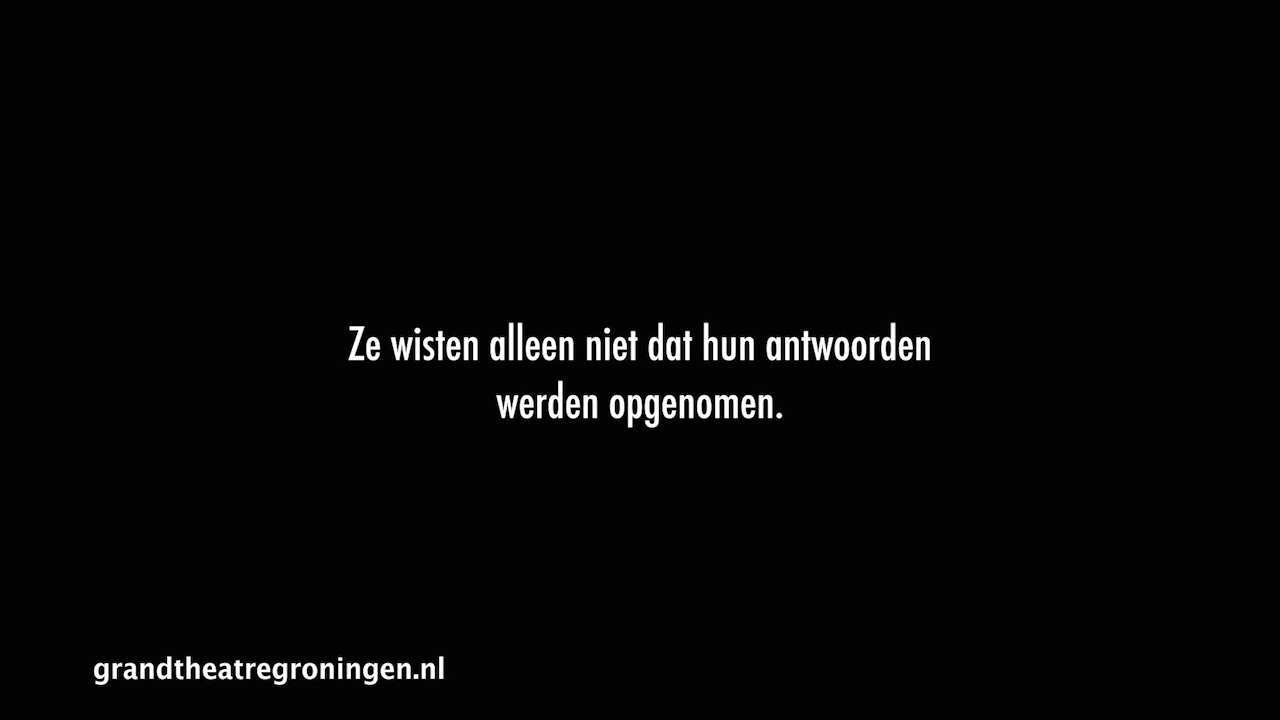 Ze wisten alleen niet dat hun antwoorden
werden opgenomen.
grandtheatregroningen.nl